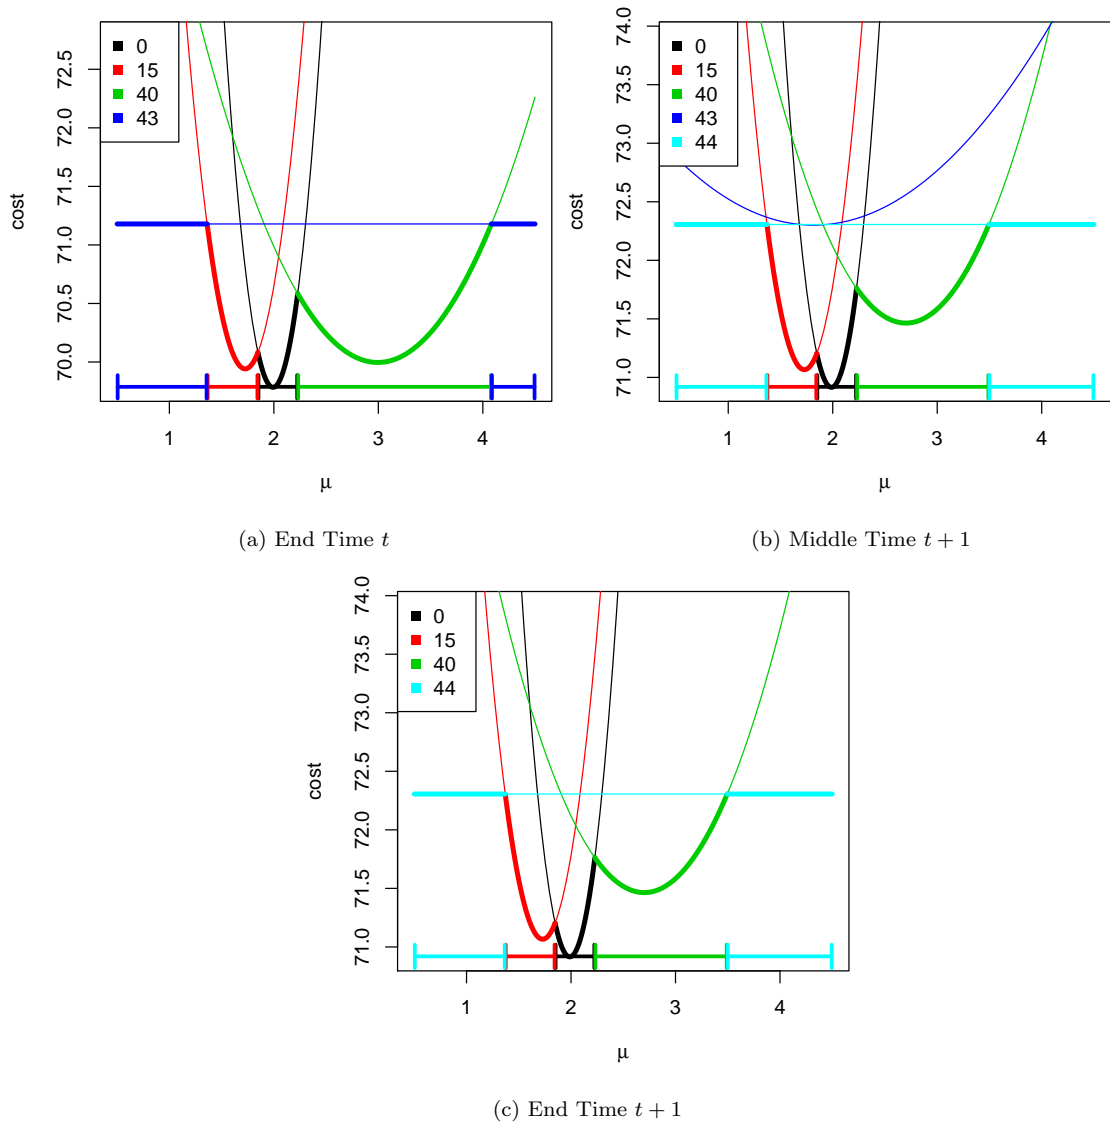 0
15
40
43
cost
70.0 70.5 71.0 71.5 72.0 72.5
1 2 3 4
μ
(a) End Time t
0
15
40
43
44
cost
71.0 71.5 72.0 72.5 73.0 73.5 74.0
1 2 3 4
μ
(b) Middle Time t + 1
0
15
40
44
cost
71.0 71.5 72.0 72.5 73.0 73.5 74.0
1 2 3 4
μ
(c) End Time t + 1